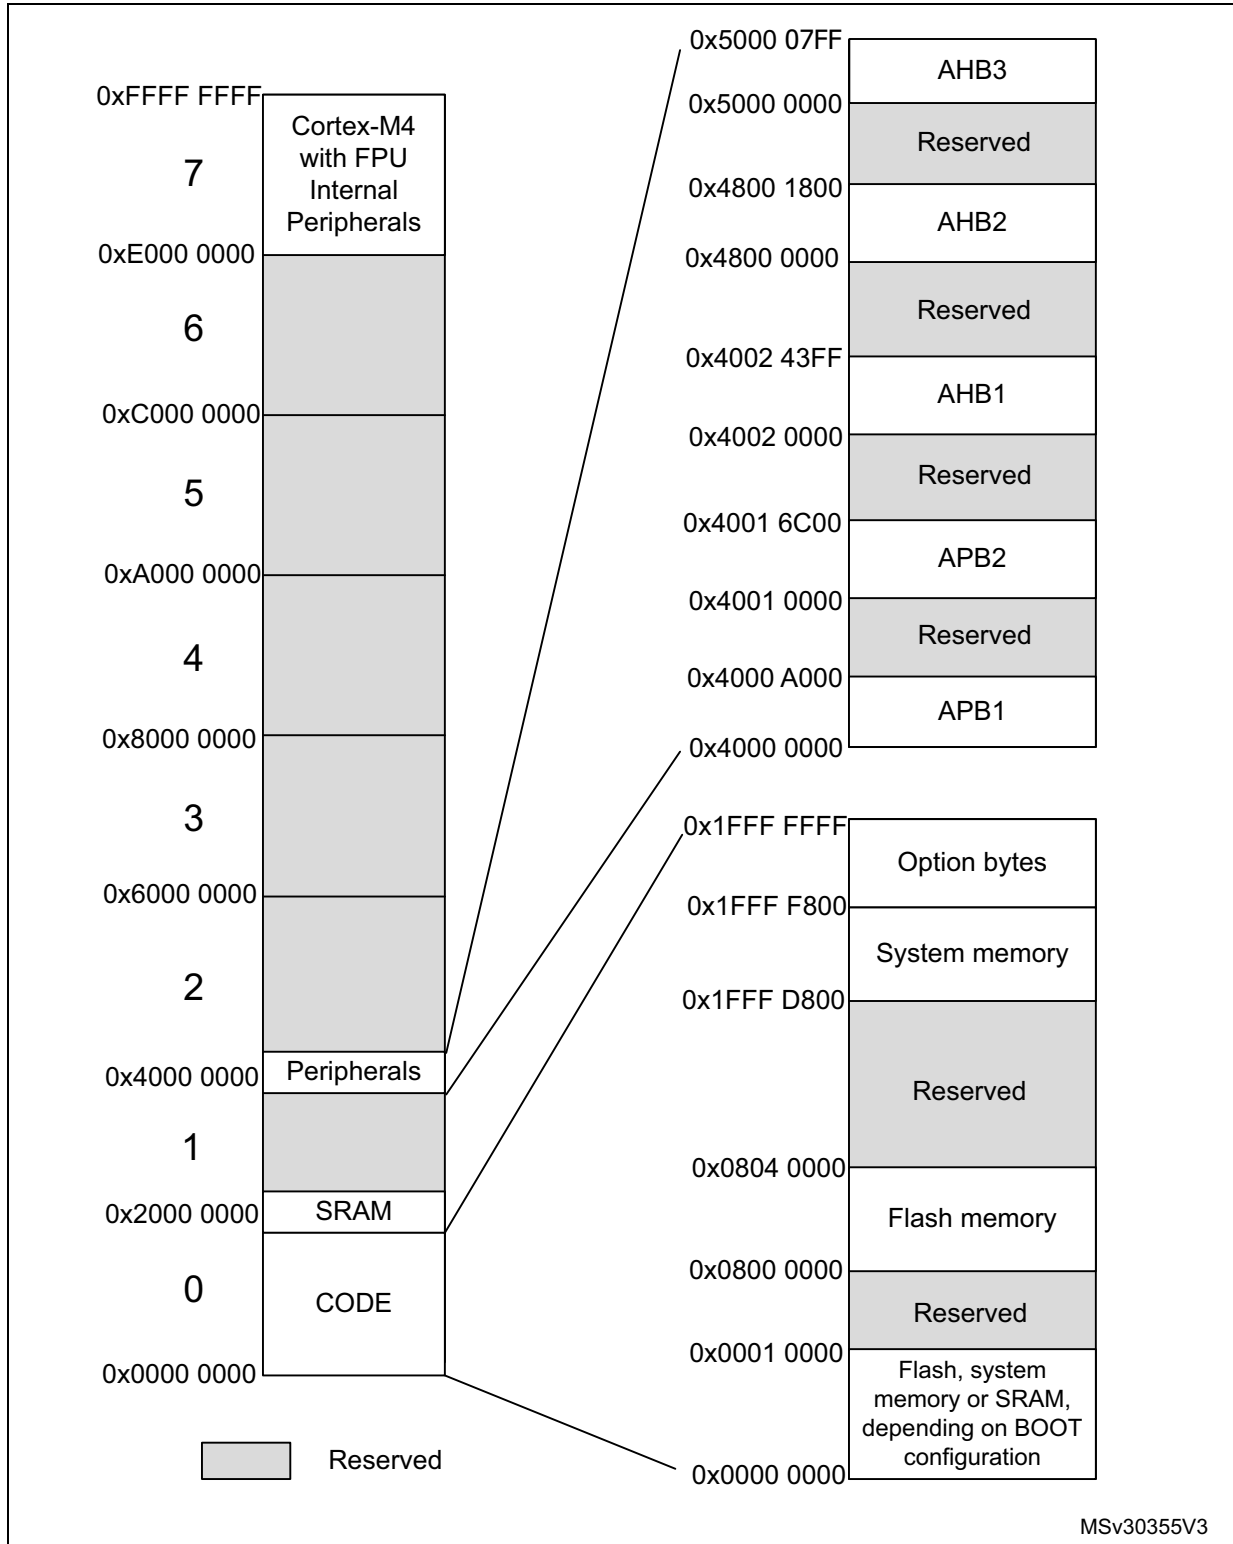 0xFFFF FFFF
7
Cortex-M4
with FPU
Internal
Peripherals
0xE000 0000
6
0xC000 0000
5
0xA000 0000
4
0x8000 0000
3
0x6000 0000
2
Peripherals
0x4000 0000
1
SRAM
0x2000 0000
0
CODE
0x0000 0000
Reserved
0x5000 07FF
AHB3
0x5000 0000
Reserved
0x4800 1800
AHB2
0x4800 0000
Reserved
0x4002 43FF
AHB1
0x4002 0000
Reserved
0x4001 6C00
APB2
0x4001 0000
Reserved
0x4000 A000
APB1
0x4000 0000
0x1FFF FFFF
Option bytes
0x1FFF F800
System memory
0x1FFF D800
Reserved
0x0804 0000
Flash memory
0x0800 0000
Reserved
0x0001 0000
Flash, system
memory or SRAM,
depending on BOOT
configuration
0x0000 0000
MSv30355V3